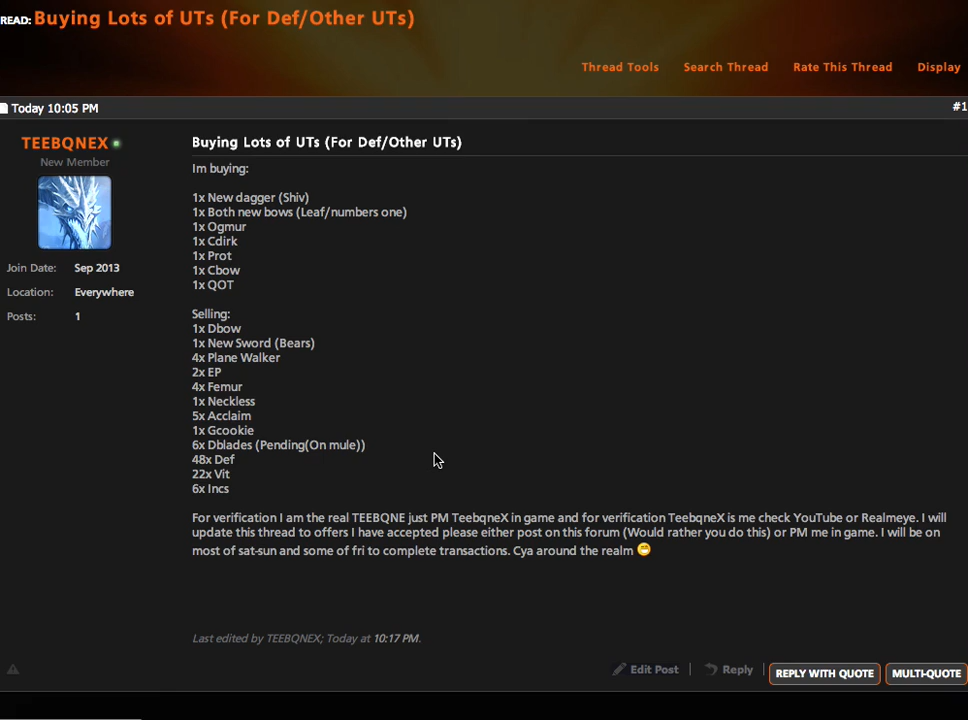 READ: Buying Lots of UTs (For Def/Other UTs)
Thread Tools Search Thread Rate This Thread Display
Today 10:05 PM #1
TEEBQNEX
New Member
Join Date: Sep 2013
Location: Everywhere
Posts: 1
Buying Lots of UTs (For Def/Other UTs)
Im buying:
1x New dagger (Shiv)
1x Both new bows (Leaf/numbers one)
1x Ogmur
1x Cdirk
1x Prot
1x Cbow
1x QOT
Selling:
1x Dbow
1x New Sword (Bears)
4x Plane Walker
2x EP
4x Femur
1x Neckless
5x Acclaim
1x Gcookie
6x Dblades (Pending(On mule))
48x Def
22x Vit
6x Incs
For verification I am the real TEEBQNE just PM TeebqneX in game and for verification TeebqneX is me check YouTube or Realmeye. I will
update this thread to offers I have accepted please either post on this forum (Would rather you do this) or PM me in game. I will be on
most of sat-sun and some of fri to complete transactions. Cya around the realm
Last edited by TEEBQNEX; Today at 10:17 PM.
Edit Post Reply REPLY WITH QUOTE MULTI-QUOTE